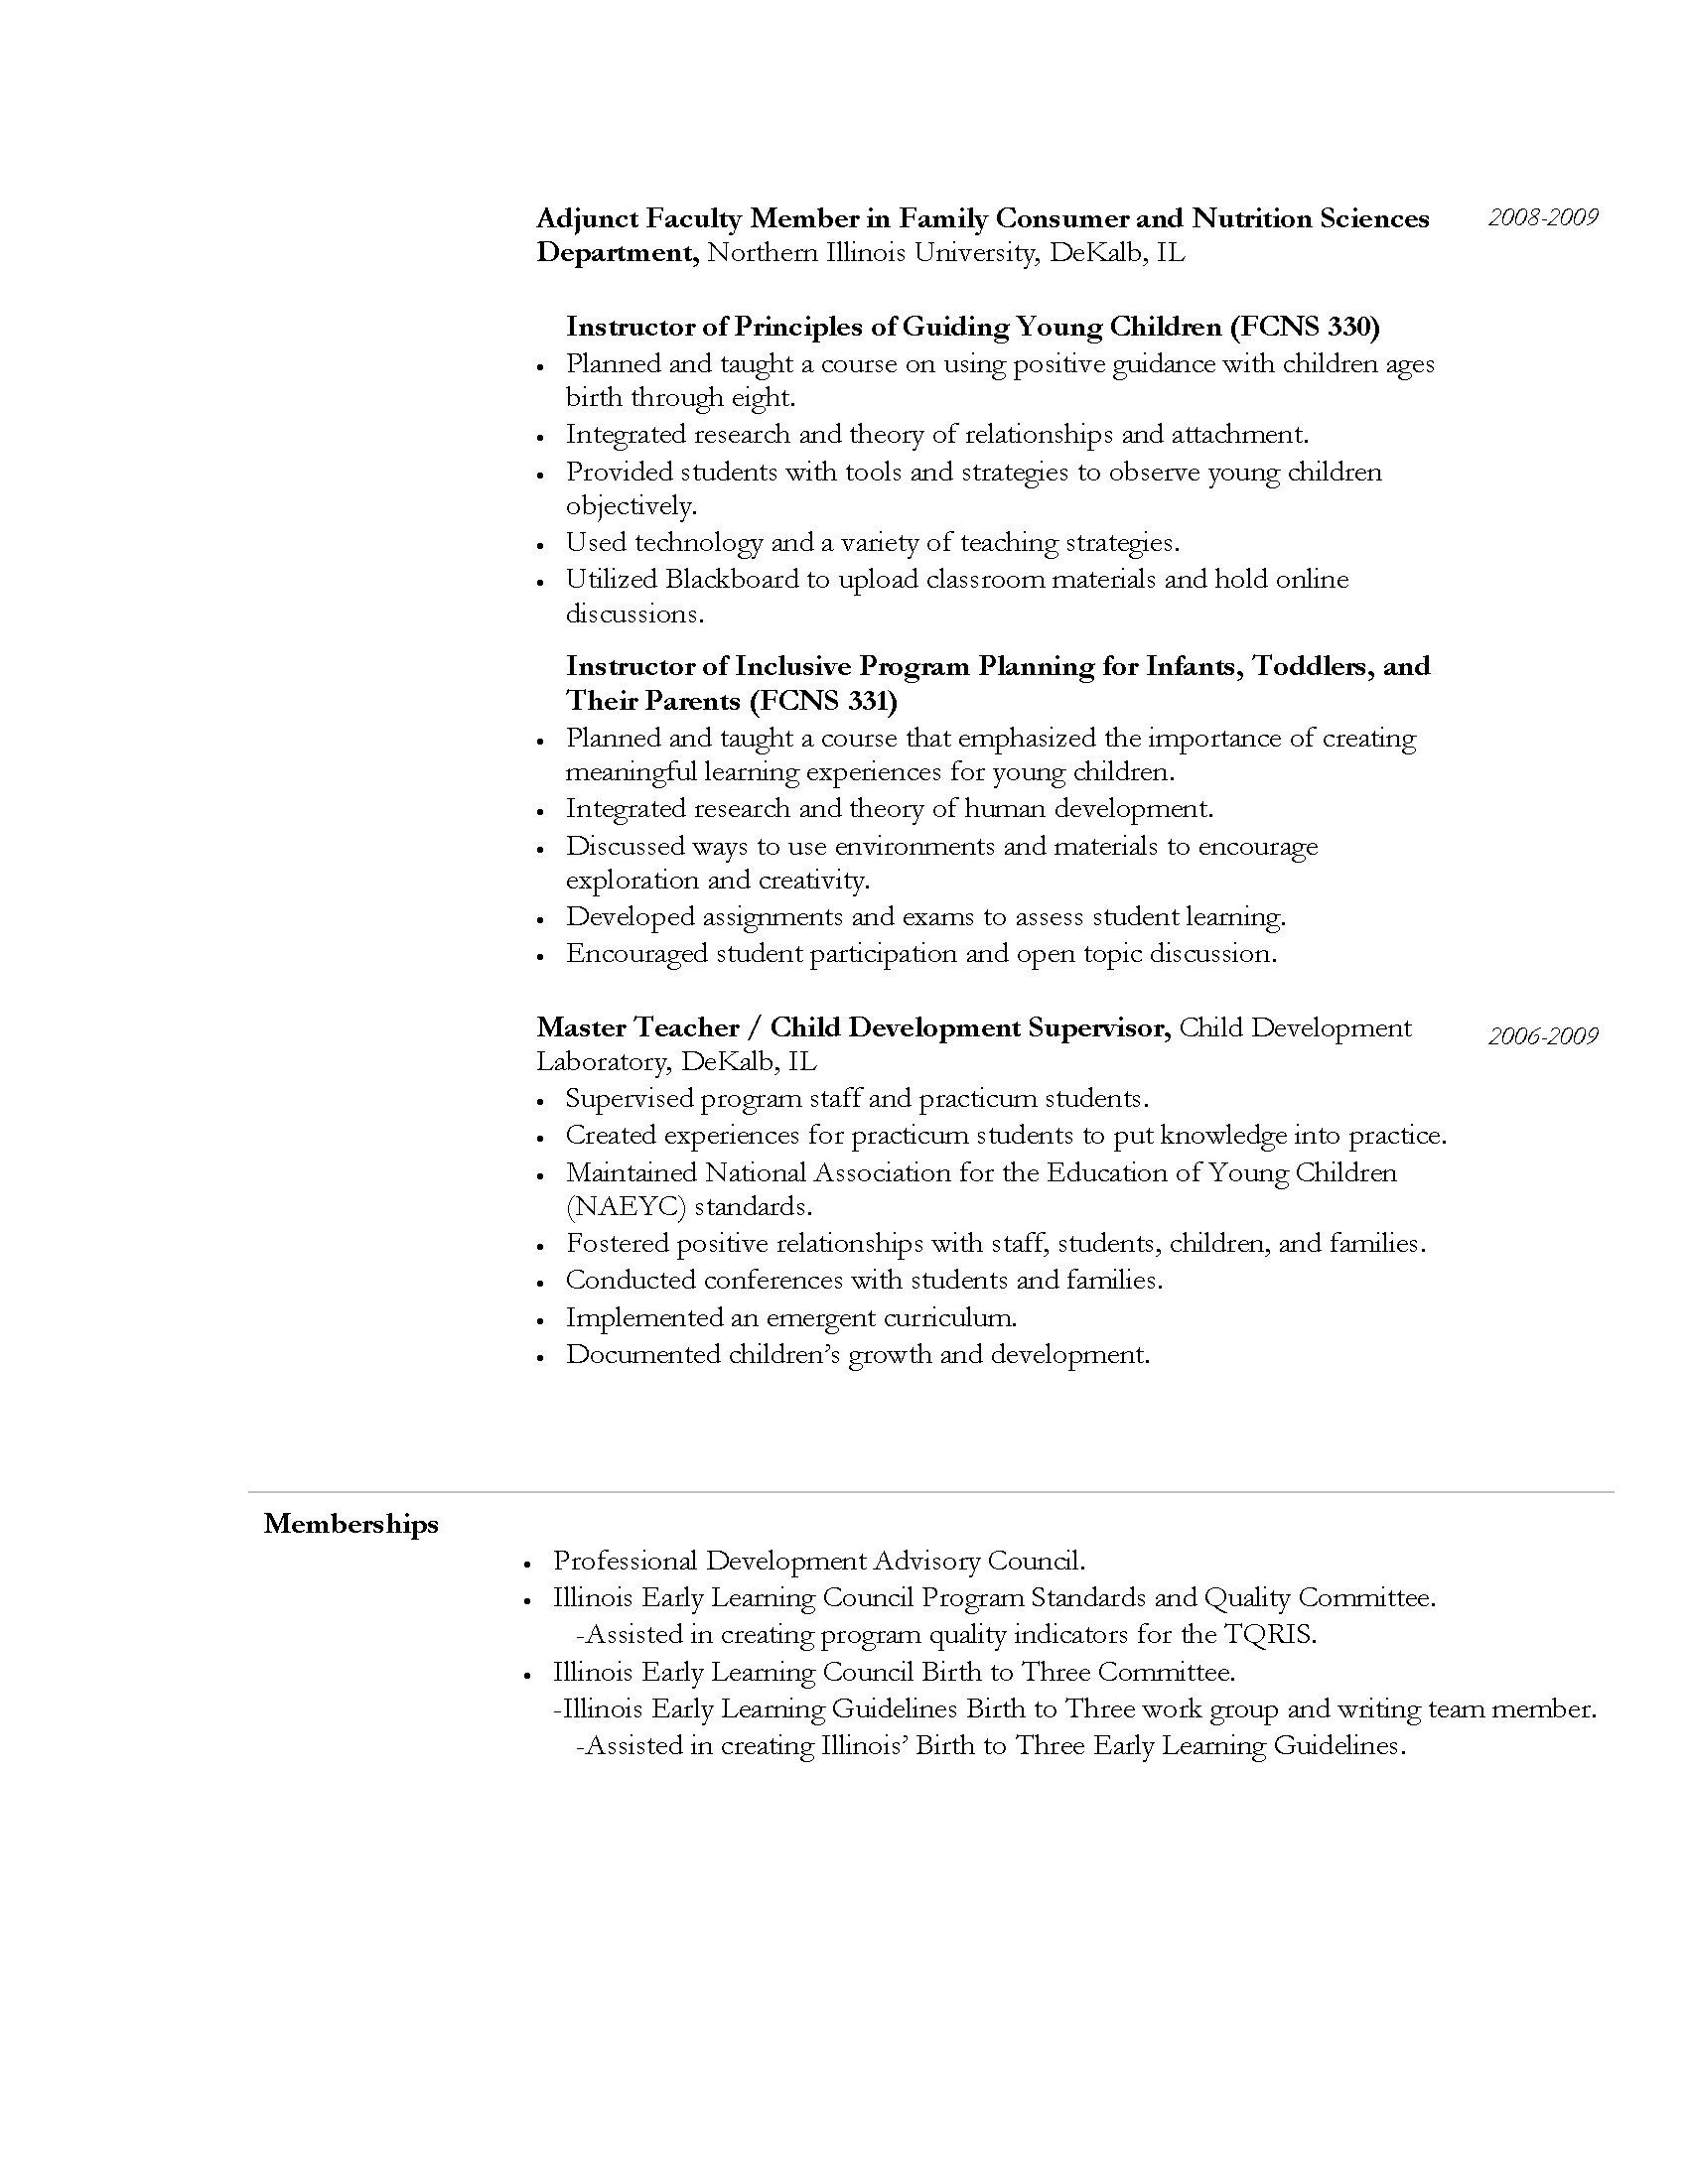 Adjunct Faculty Member in Family Consumer and Nutrition Sciences 2008-2009
Department, Northern Illinois University, DeKalb, IL
Instructor of Principles of Guiding Young Children (FCNS 330)
• Planned and taught a course on using positive guidance with children ages
birth through eight.
• Integrated research and theory of relationships and attachment.
• Provided students with tools and strategies to observe young children
objectively.
• Used technology and a variety of teaching strategies.
• Utilized Blackboard to upload classroom materials and hold online
discussions.
Instructor of Inclusive Program Planning for Infants, Toddlers, and
Their Parents (FCNS 331)
• Planned and taught a course that emphasized the importance of creating
meaningful learning experiences for young children.
• Integrated research and theory of human development.
• Discussed ways to use environments and materials to encourage
exploration and creativity.
• Developed assignments and exams to assess student learning.
• Encouraged student participation and open topic discussion.
Master Teacher / Child Development Supervisor, Child Development 2006-2009
Laboratory, DeKalb, IL
• Supervised program staff and practicum students.
• Created experiences for practicum students to put knowledge into practice.
• Maintained National Association for the Education of Young Children
(NAEYC) standards.
• Fostered positive relationships with staff, students, children, and families.
• Conducted conferences with students and families.
• Implemented an emergent curriculum.
• Documented children’s growth and development.
Memberships
• Professional Development Advisory Council.
• Illinois Early Learning Council Program Standards and Quality Committee.
-Assisted in creating program quality indicators for the TQRIS.
• Illinois Early Learning Council Birth to Three Committee.
-Illinois Early Learning Guidelines Birth to Three work group and writing team member.
-Assisted in creating Illinois’ Birth to Three Early Learning Guidelines.